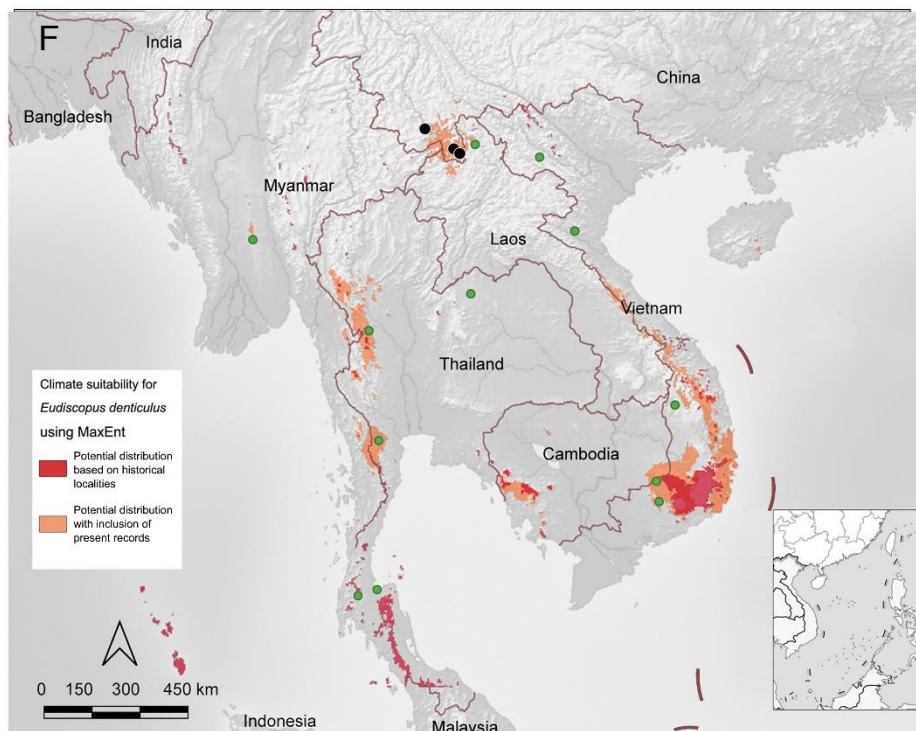 F
India
China
Bangladesh
Myanmar
Laos
Vietnam
Thailand
Climate suitability for
Eudiscopus denticulus
using MaxEnt
Potential distribution
based on historical
localities
Potential distribution
with inclusion of
present records
Cambodia
0 150 300 450 km
Indonesia
Malaysia